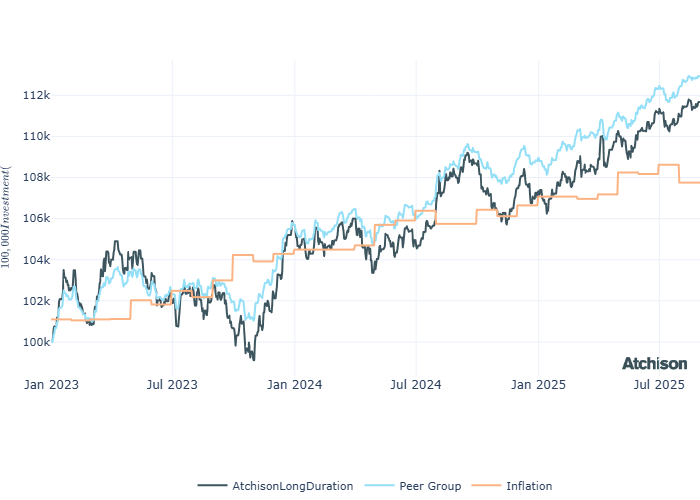 112k
110k
108k
106k
104k
102k
100k
100,000Investment(
Jan 2023
Jul 2023
Jan 2024
Jul 2024
Jan 2025
Jul 2025
Atchison
AtchisonLongDuration
Peer Group
Inflation